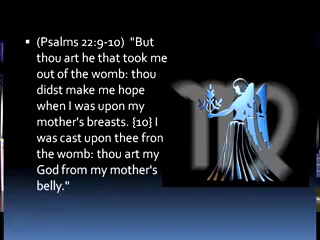 (Psalms 22:9-10) "But
thou art he that took me
out of the womb: thou
didst make me hope
when I was upon my
mother's breasts. {10} I
was cast upon thee fron
the womb: thou art my
God from my mother's
belly."